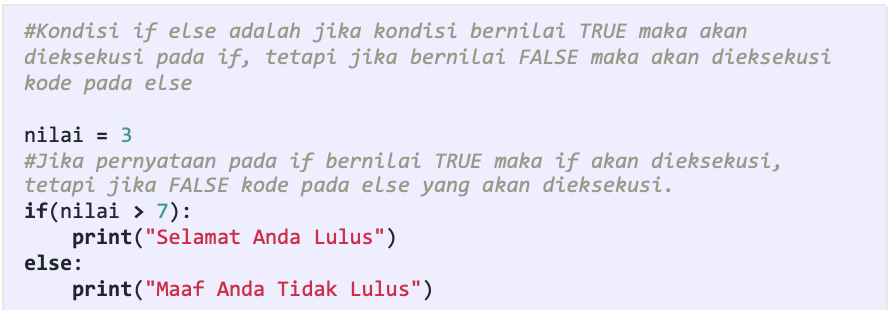 #Kondisi if else adalah jika kondisi bernilai TRUE maka akan
dieksekusi pada if, tetapi jika bernilai FALSE maka akan dieksekusi
kode pada else

nilai = 3
#Jika pernyataan pada if bernilai TRUE maka if akan dieksekusi,
tetapi jika FALSE kode pada else yang akan dieksekusi.
if(nilai > 7):
    print("Selamat Anda Lulus")
else:
    print("Maaf Anda Tidak Lulus")